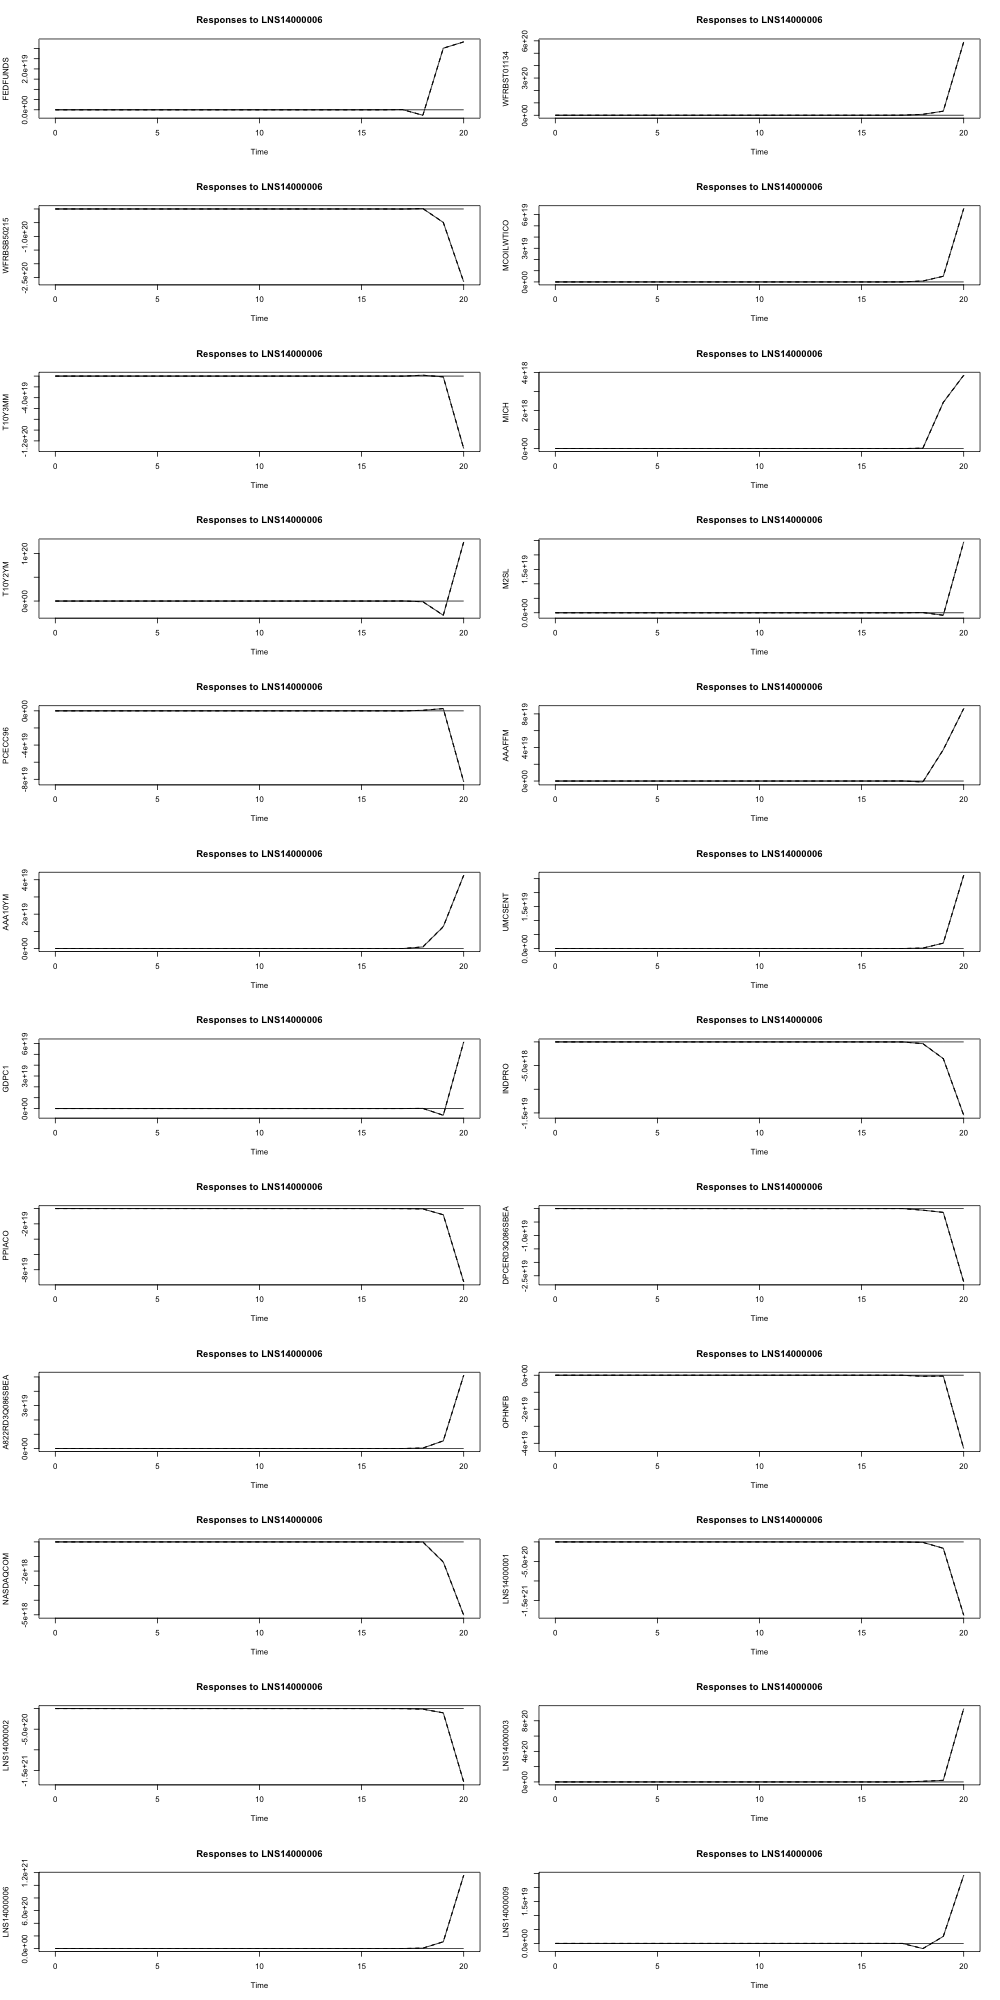 Responses to LNS14000006
FEDFUNDS
0.0e+00 2.0e+19
0 5 10 15 20
Time
Responses to LNS14000006
WFRBST01134
0e+00 3e+20 6e+20
0 5 10 15 20
Time
Responses to LNS14000006
WFRBSB50215
-2.5e+20 -1.0e+20
0 5 10 15 20
Time
Responses to LNS14000006
MCOILWTICO
0e+00 3e+19 6e+19
0 5 10 15 20
Time
Responses to LNS14000006
T10Y3MM
-1.2e+20 -4.0e+19
0 5 10 15 20
Time
Responses to LNS14000006
MICH
0e+00 2e+18 4e+18
0 5 10 15 20
Time
Responses to LNS14000006
T10Y2YM
0e+00 1e+20
0 5 10 15 20
Time
Responses to LNS14000006
M2SL
0.0e+00 1.5e+19
0 5 10 15 20
Time
Responses to LNS14000006
PCECC96
-8e+19 -4e+19 0e+00
0 5 10 15 20
Time
Responses to LNS14000006
AAAFFM
0e+00 4e+19 8e+19
0 5 10 15 20
Time
Responses to LNS14000006
AAA10YM
0e+00 2e+19 4e+19
0 5 10 15 20
Time
Responses to LNS14000006
UMCSENT
0.0e+00 1.5e+19
0 5 10 15 20
Time
Responses to LNS14000006
GDPC1
0e+00 3e+19 6e+19
0 5 10 15 20
Time
Responses to LNS14000006
INDPRO
-1.5e+19 -5.0e+18
0 5 10 15 20
Time
Responses to LNS14000006
PPIACO
-8e+19 -2e+19
0 5 10 15 20
Time
Responses to LNS14000006
DPCERD3Q086SBEA
-2.5e+19 -1.0e+19
0 5 10 15 20
Time
Responses to LNS14000006
A822RD3Q086SBEA
0e+00 3e+19
0 5 10 15 20
Time
Responses to LNS14000006
OPHNFB
-4e+19 -2e+19 0e+00
0 5 10 15 20
Time
Responses to LNS14000006
NASDAQCOM
-5e+18 -2e+18
0 5 10 15 20
Time
Responses to LNS14000006
LNS14000001
-1.5e+21 -5.0e+20
0 5 10 15 20
Time
Responses to LNS14000006
LNS14000002
-1.5e+21 -5.0e+20
0 5 10 15 20
Time
Responses to LNS14000006
LNS14000003
0e+00 4e+20 8e+20
0 5 10 15 20
Time
Responses to LNS14000006
LNS14000006
0.0e+00 6.0e+20 1.2e+21
0 5 10 15 20
Time
Responses to LNS14000006
LNS14000009
0.0e+00 1.5e+19
0 5 10 15 20
Time